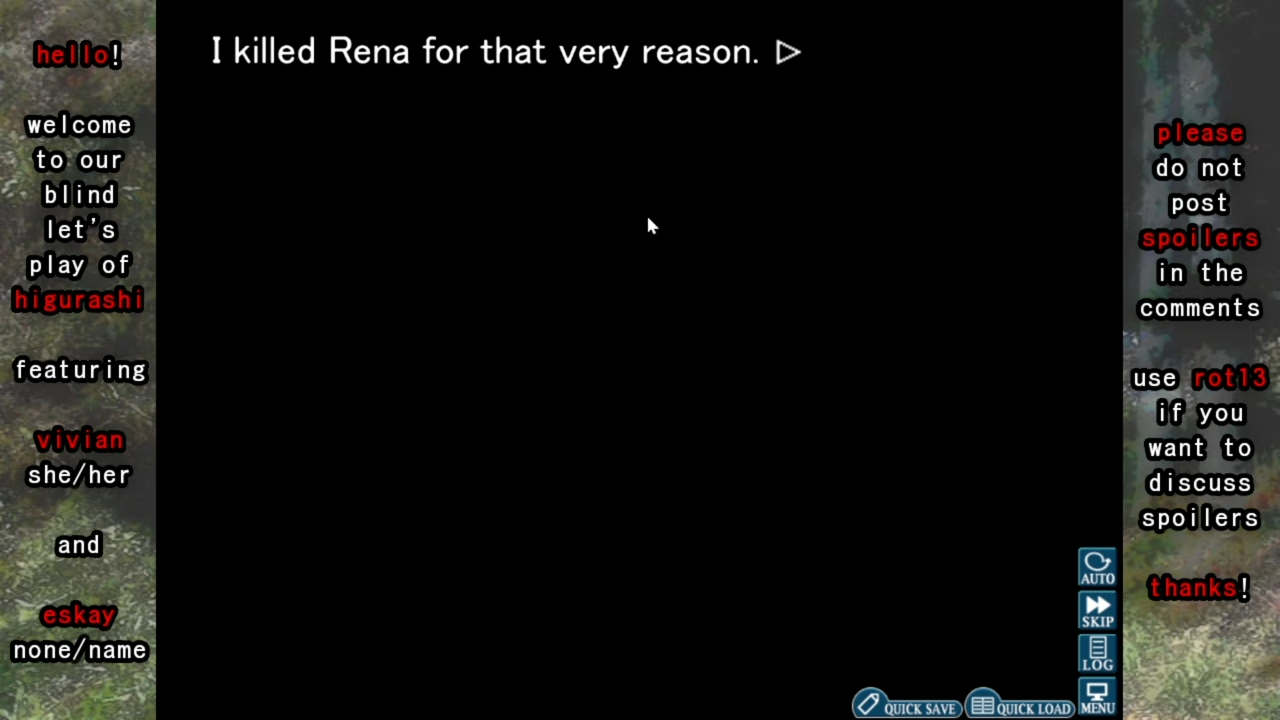 hello!
welcome
to our
blind
let's
play of
higurashi
featuring
vivian
she/her
and
eskay
none/name
I killed Rena for that very reason.
please
do not
post
spoilers
in the
comments
use rot13
if you
want to
discuss
spoilers
thanks!
AUTO
SKIP
LOG
MENU
QUICK SAVE
QUICK LOAD